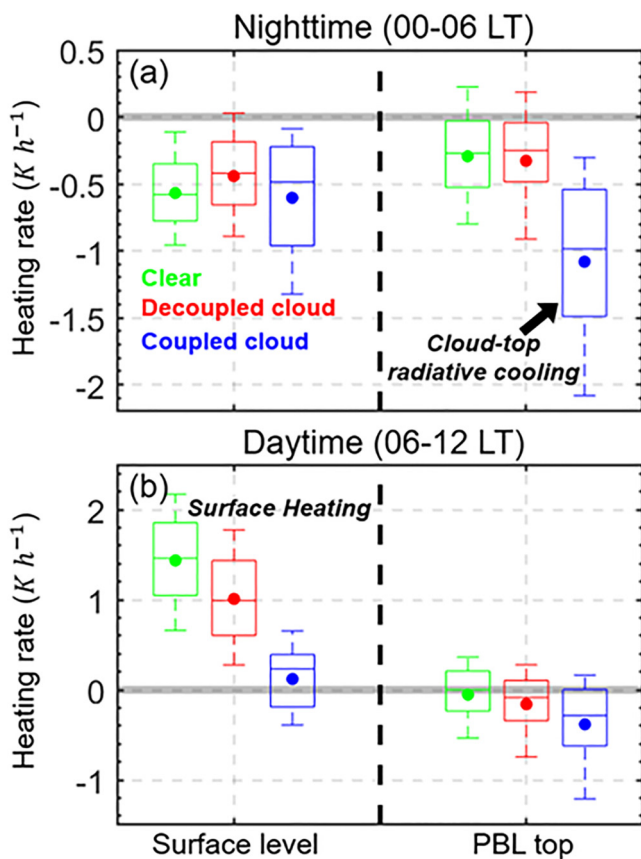 Nighttime (00-06 LT)
(a)
0.5
0
-0.5
-1
-1.5
-2
Heating rate (K h⁻¹)
Clear
Decoupled cloud
Coupled cloud
Cloud-top
radiative cooling
Daytime (06-12 LT)
(b)
Surface Heating
2
1
0
-1
Heating rate (K h⁻¹)
Surface level
PBL top